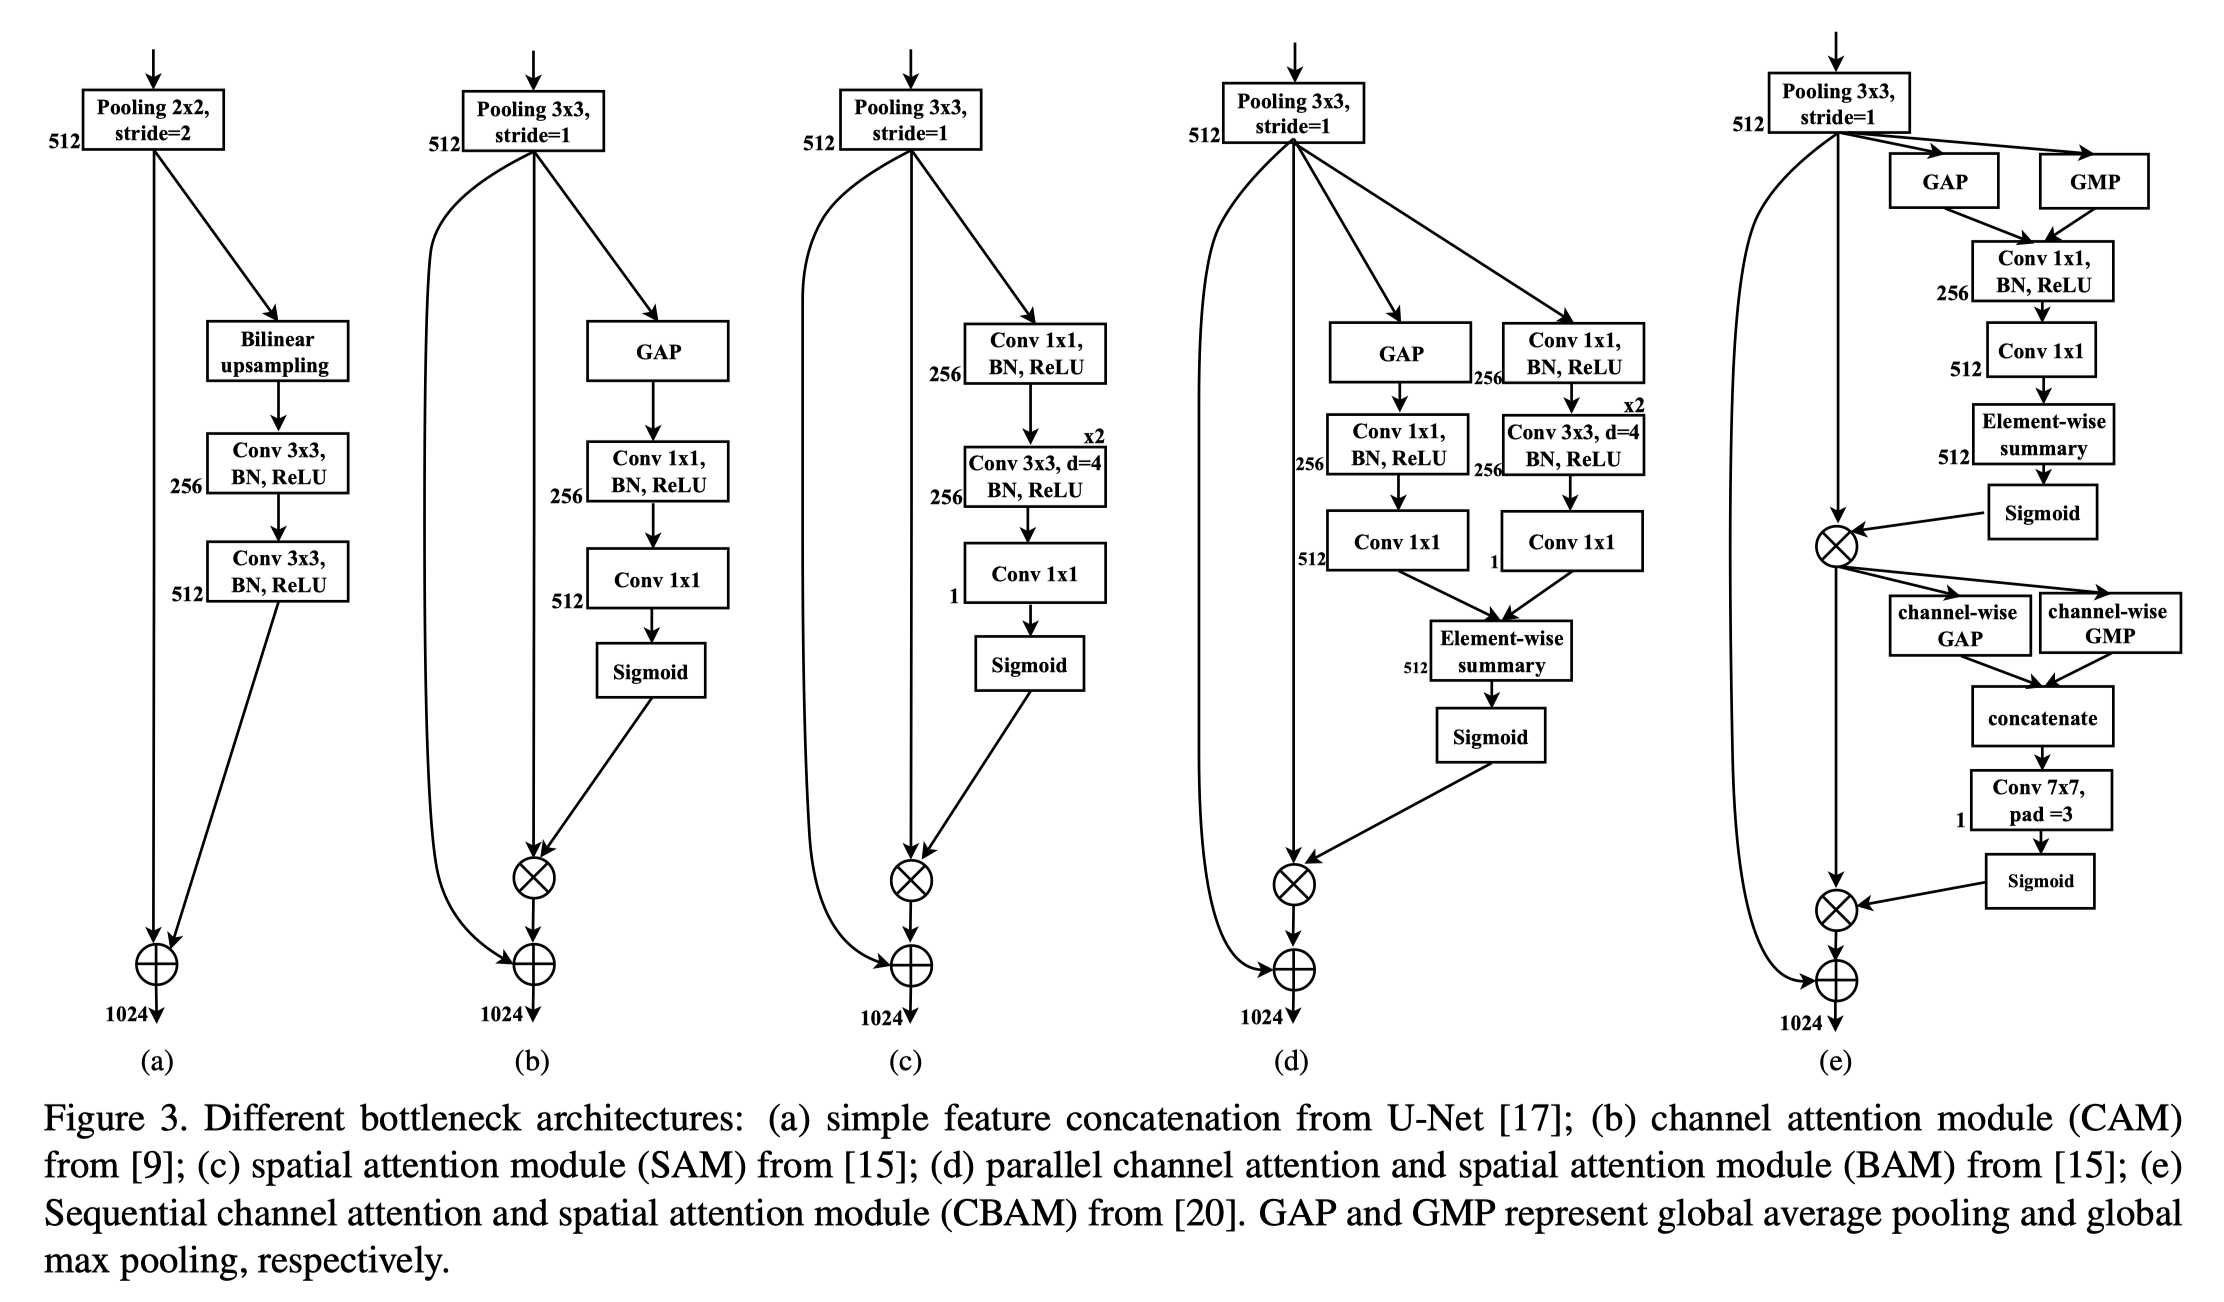 Pooling 2x2,
stride=2
512
Bilinear
upsampling
Conv 3x3,
BN, ReLU
256
Conv 3x3,
BN, ReLU
512
1024
(a)
Pooling 3x3,
stride=1
512
GAP
Conv 1x1,
BN, ReLU
256
Conv 1x1
512
Sigmoid
1024
(b)
Pooling 3x3,
stride=1
512
Conv 1x1,
BN, ReLU
256
x2
Conv 3x3, d=4
BN, ReLU
256
Conv 1x1
1
Sigmoid
1024
(c)
Pooling 3x3,
stride=1
512
GAP
Conv 1x1,
BN, ReLU
256
Conv 1x1
512
Conv 1x1,
BN, ReLU
256
x2
Conv 3x3, d=4
BN, ReLU
256
Conv 1x1
1
Element-wise
summary
512
Sigmoid
1024
(d)
Pooling 3x3,
stride=1
512
GAP
GMP
Conv 1x1,
BN, ReLU
256
Conv 1x1
512
Element-wise
summary
512
Sigmoid
channel-wise
GAP
channel-wise
GMP
concatenate
Conv 7x7,
pad =3
1
Sigmoid
1024
(e)
Figure 3. Different bottleneck architectures: (a) simple feature concatenation from U-Net [17]; (b) channel attention module (CAM)
from [9]; (c) spatial attention module (SAM) from [15]; (d) parallel channel attention and spatial attention module (BAM) from [15]; (e)
Sequential channel attention and spatial attention module (CBAM) from [20]. GAP and GMP represent global average pooling and global
max pooling, respectively.